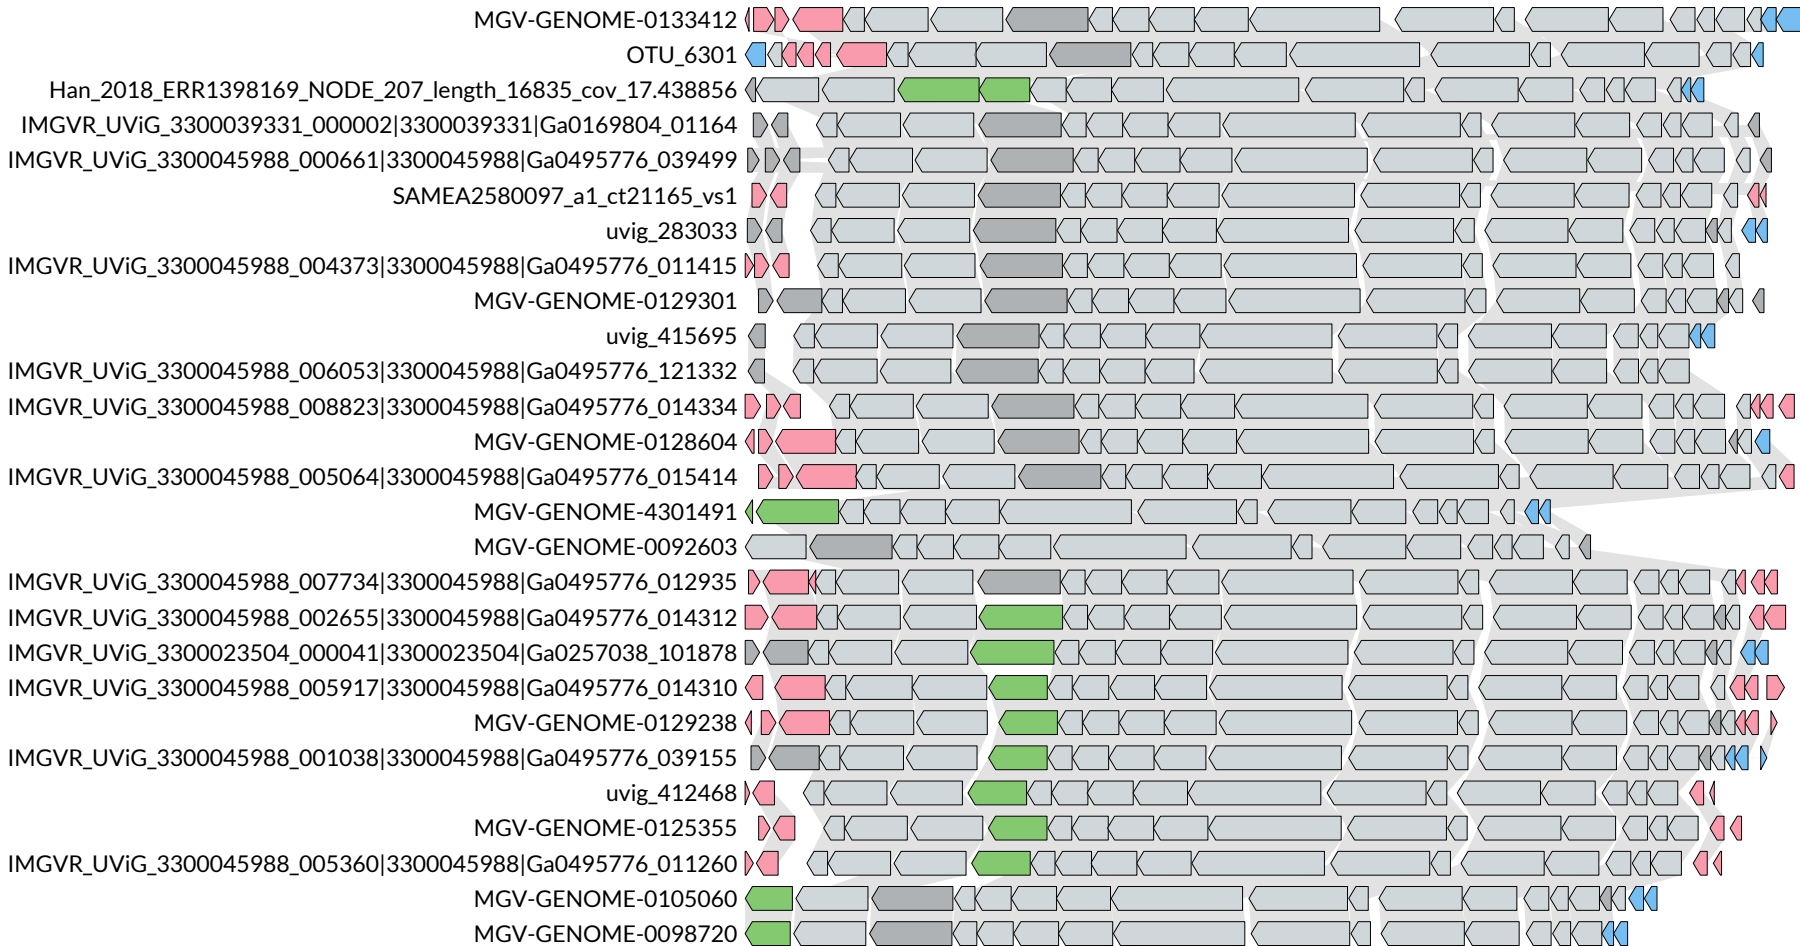 MGV-GENOME-0133412
OTU_6301
Han_2018_ERR1398169_NODE_207_length_16835_cov_17.438856
IMGVR_UViG_3300039331_000002|3300039331|Ga0169804_01164
IMGVR_UViG_3300045988_000661|3300045988|Ga0495776_039499
SAMEA2580097_a1_ct21165_vs1
uvig_283033
IMGVR_UViG_3300045988_004373|3300045988|Ga0495776_011415
MGV-GENOME-0129301
uvig_415695
IMGVR_UViG_3300045988_006053|3300045988|Ga0495776_121332
IMGVR_UViG_3300045988_008823|3300045988|Ga0495776_014334
MGV-GENOME-0128604
IMGVR_UViG_3300045988_005064|3300045988|Ga0495776_015414
MGV-GENOME-4301491
MGV-GENOME-0092603
IMGVR_UViG_3300045988_007734|3300045988|Ga0495776_012935
IMGVR_UViG_3300045988_002655|3300045988|Ga0495776_014312
IMGVR_UViG_3300023504_000041|3300023504|Ga0257038_101878
IMGVR_UViG_3300045988_005917|3300045988|Ga0495776_014310
MGV-GENOME-0129238
IMGVR_UViG_3300045988_001038|3300045988|Ga0495776_039155
uvig_412468
MGV-GENOME-0125355
IMGVR_UViG_3300045988_005360|3300045988|Ga0495776_011260
MGV-GENOME-0105060
MGV-GENOME-0098720